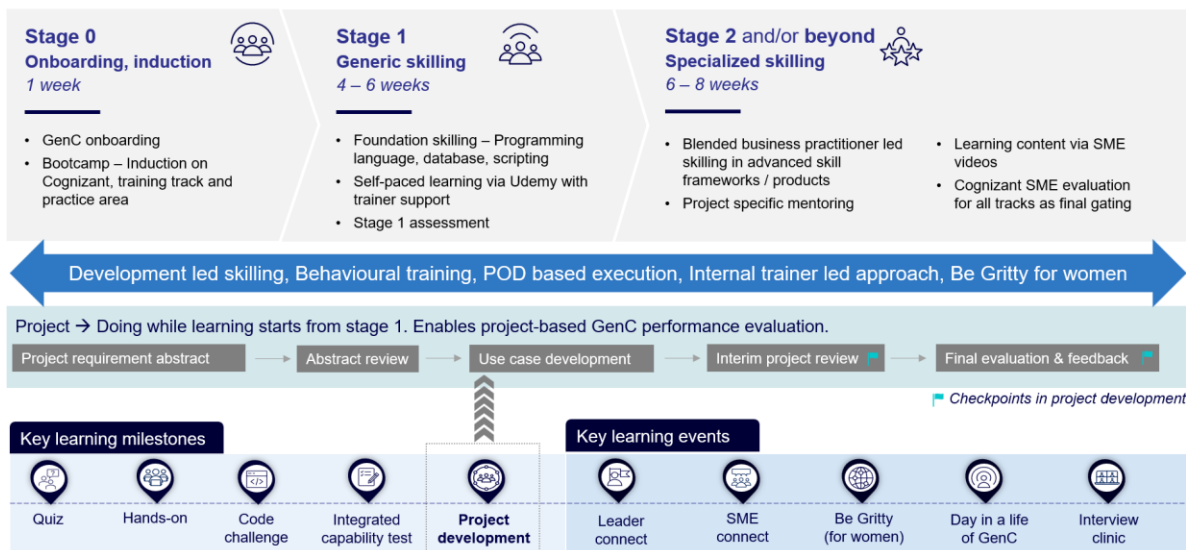 Stage 0
Onboarding, induction
1 week
• GenC onboarding
• Bootcamp – Induction on
Cognizant, training track and
practice area
Stage 1
Generic skilling
4 – 6 weeks
• Foundation skilling – Programming
language, database, scripting
• Self-paced learning via Udemy with
trainer support
• Stage 1 assessment
Stage 2 and/or beyond
Specialized skilling
6 – 8 weeks
• Blended business practitioner led
skilling in advanced skill
frameworks / products
• Project specific mentoring
• Learning content via SME
videos
• Cognizant SME evaluation
for all tracks as final gating
Development led skilling, Behavioural training, POD based execution, Internal trainer led approach, Be Gritty for women
Project → Doing while learning starts from stage 1. Enables project-based GenC performance evaluation.
Project requirement abstract
Abstract review
Use case development
Interim project review
Final evaluation & feedback
Checkpoints in project development
Key learning milestones
Quiz
Hands-on
Code
challenge
Integrated
capability test
Project
development
Key learning events
Leader
connect
SME
connect
Be Gritty
(for women)
Day in a life
of GenC
Interview
clinic